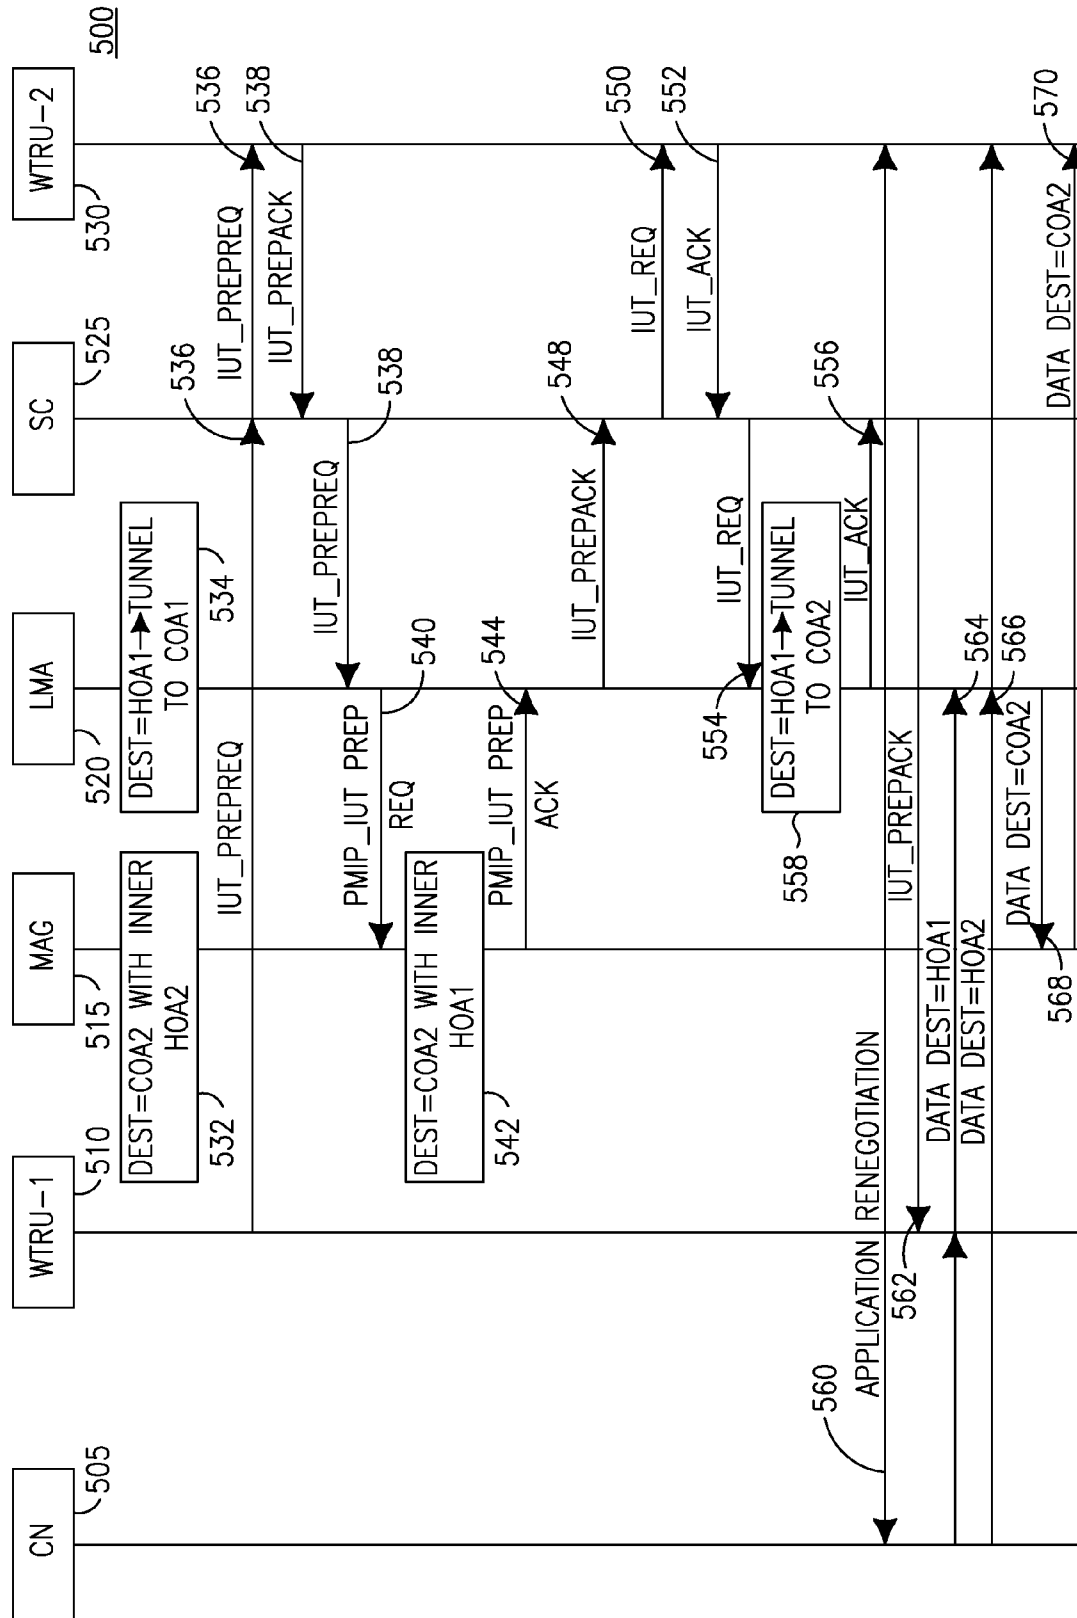 500
CN
505
WTRU-1
510
MAG
515
LMA
520
SC
525
WTRU-2
530
DEST=COA2 WITH INNER
HOA2
532
DEST=HOA1→TUNNEL
TO COA1
534
IUT_PREPREQ
536
IUT_PREPREQ
536
IUT_PREPACK
538
IUT_PREPREQ
538
PMIP_IUT PREP
REQ
540
DEST=COA2 WITH INNER
HOA1
542
PMIP_IUT PREP
ACK
544
IUT_PREPACK
548
IUT_REQ
550
IUT_ACK
552
IUT_REQ
554
DEST=HOA1→TUNNEL
TO COA2
558
IUT_ACK
556
APPLICATION RENEGOTIATION
560
IUT_PREPACK
562
DATA DEST=HOA1
564
DATA DEST=HOA2
566
DATA DEST=COA2
568
DATA DEST=COA2
570